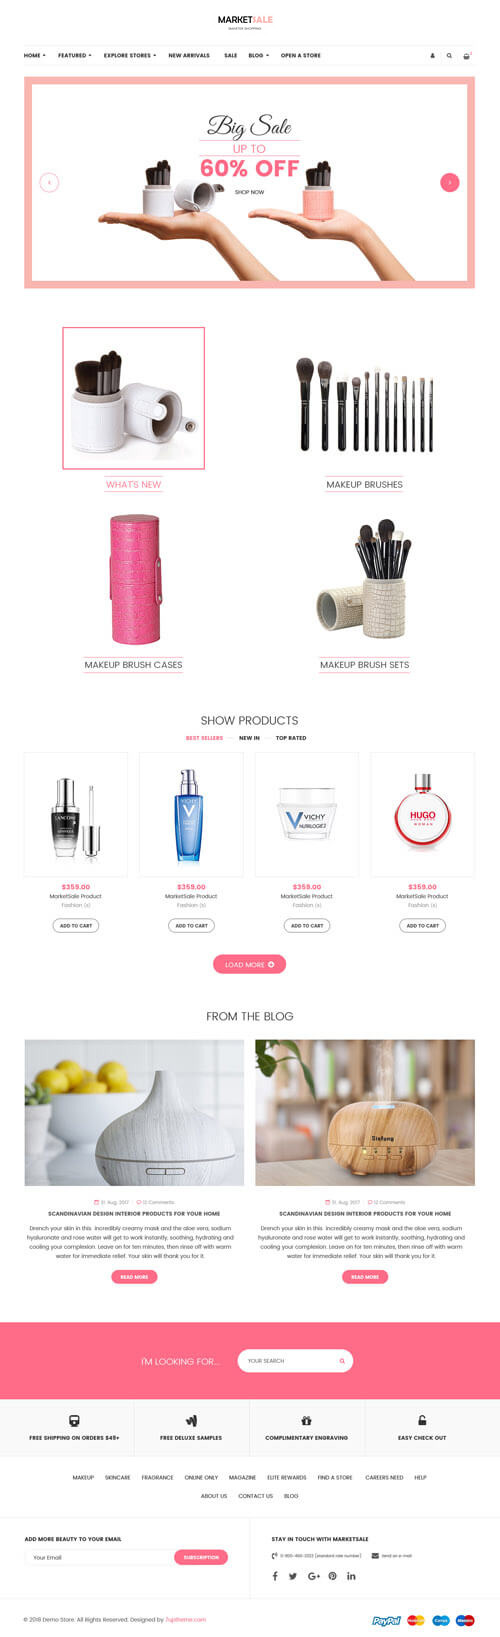 MARKETSALE
SMARTER SHOPPING
HOME FEATURED EXPLORE STORES NEW ARRIVALS SALE BLOG OPEN A STORE
Big Sale
UP TO
60% OFF
SHOP NOW
WHAT'S NEW
MAKEUP BRUSHES
MAKEUP BRUSH CASES
MAKEUP BRUSH SETS
SHOW PRODUCTS
BEST SELLERS NEW IN TOP RATED
LANCÔME
VICHY
VICHY
NUTRILOGIE 2
HUGO
HUGO BOSS
WOMAN
$359.00 $359.00 $359.00 $359.00
MarketSale Product MarketSale Product MarketSale Product MarketSale Product
Fashion (s) Fashion (s) Fashion (s) Fashion (s)
ADD TO CART ADD TO CART ADD TO CART ADD TO CART
LOAD MORE
FROM THE BLOG
Stefung
31 Aug, 2017 12 Comments
SCANDINAVIAN DESIGN INTERIOR PRODUCTS FOR YOUR HOME
Drench your skin in this incredibly creamy mask and the aloe vera, sodium
hyaluronate and rose water will get to work instantly, soothing, hydrating and
cooling your complexion. Leave on for ten minutes, then rinse off with warm
water for immediate relief. Your skin will thank you for it.
READ MORE
31 Aug, 2017 12 Comments
SCANDINAVIAN DESIGN INTERIOR PRODUCTS FOR YOUR HOME
Drench your skin in this incredibly creamy mask and the aloe vera, sodium
hyaluronate and rose water will get to work instantly, soothing, hydrating and
cooling your complexion. Leave on for ten minutes, then rinse off with warm
water for immediate relief. Your skin will thank you for it.
READ MORE
I'M LOOKING FOR... YOUR SEARCH
FREE SHIPPING ON ORDERS $49+ FREE DELUXE SAMPLES COMPLIMENTARY ENGRAVING EASY CHECK OUT
MAKEUP SKINCARE FRAGRANCE ONLINE ONLY MAGAZINE ELITE REWARDS FIND A STORE CAREERS NEED HELP
ABOUT US CONTACT US BLOG
ADD MORE BEAUTY TO YOUR EMAIL
Your Email SUBSCRIPTION
STAY IN TOUCH WITH MARKETSALE
(standard rate number) Send an e-mail
© 2018 Demo Store. All Rights Reserved. Designed by 7uptheme.com
PayPal